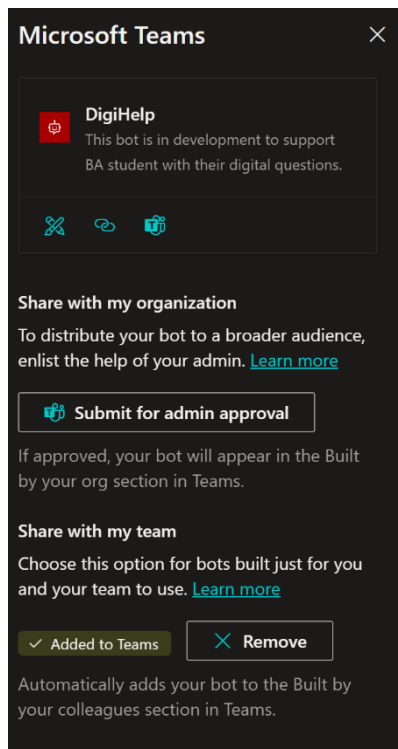 Microsoft Teams
DigiHelp
This bot is in development to support
BA student with their digital questions.
Share with my organization
To distribute your bot to a broader audience,
enlist the help of your admin. Learn more
Submit for admin approval
If approved, your bot will appear in the Built
by your org section in Teams.
Share with my team
Choose this option for bots built just for you
and your team to use. Learn more
Added to Teams
Remove
Automatically adds your bot to the Built by
your colleagues section in Teams.